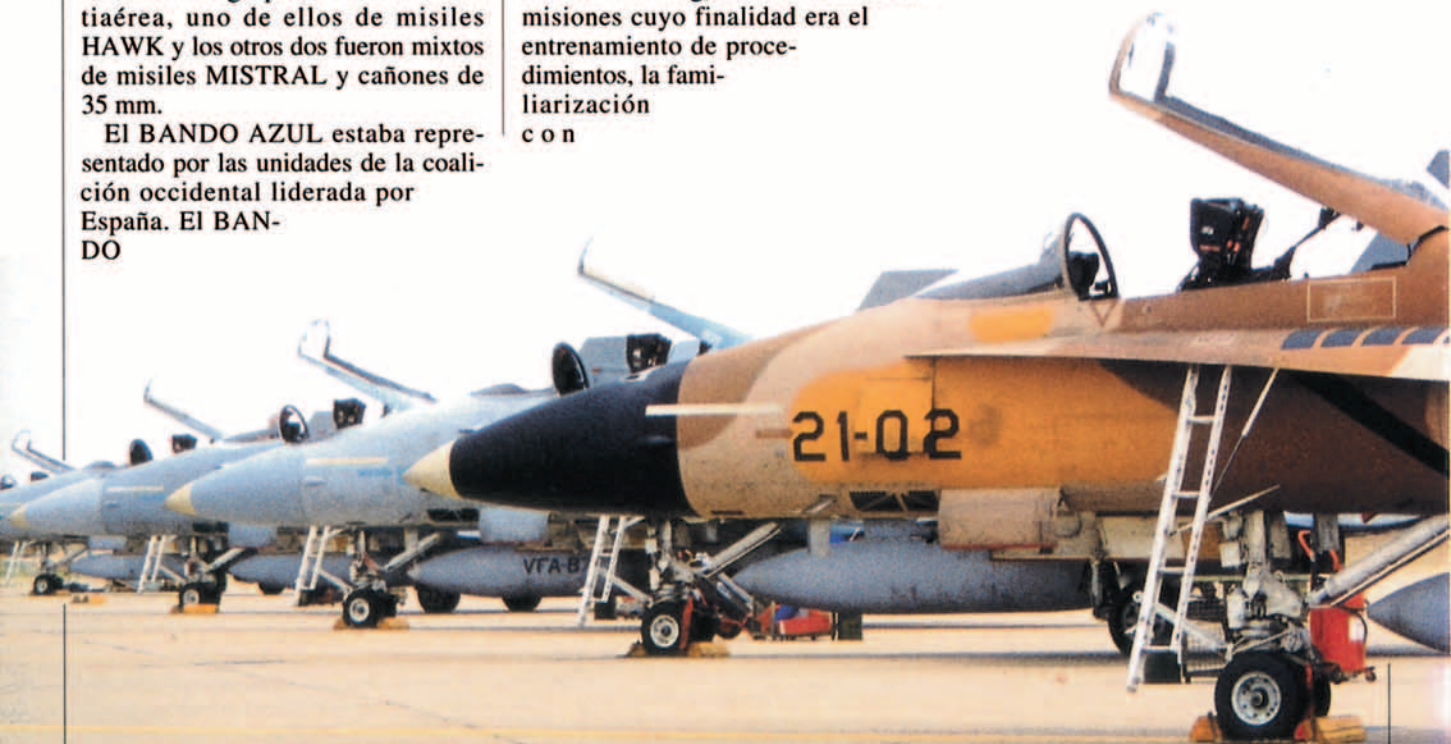 tiaérea, uno de ellos de misiles
HAWK y los otros dos fueron mixtos
de misiles MISTRAL y cañones de
35 mm.
El BANDO AZUL estaba repre-
sentado por las unidades de la coali-
ción occidental liderada por
España. El BAN-
DO
misiones cuyo finalidad era el
entrenamiento de proce-
dimientos, la fami-
liarización
c o n
21-02
VFA-87